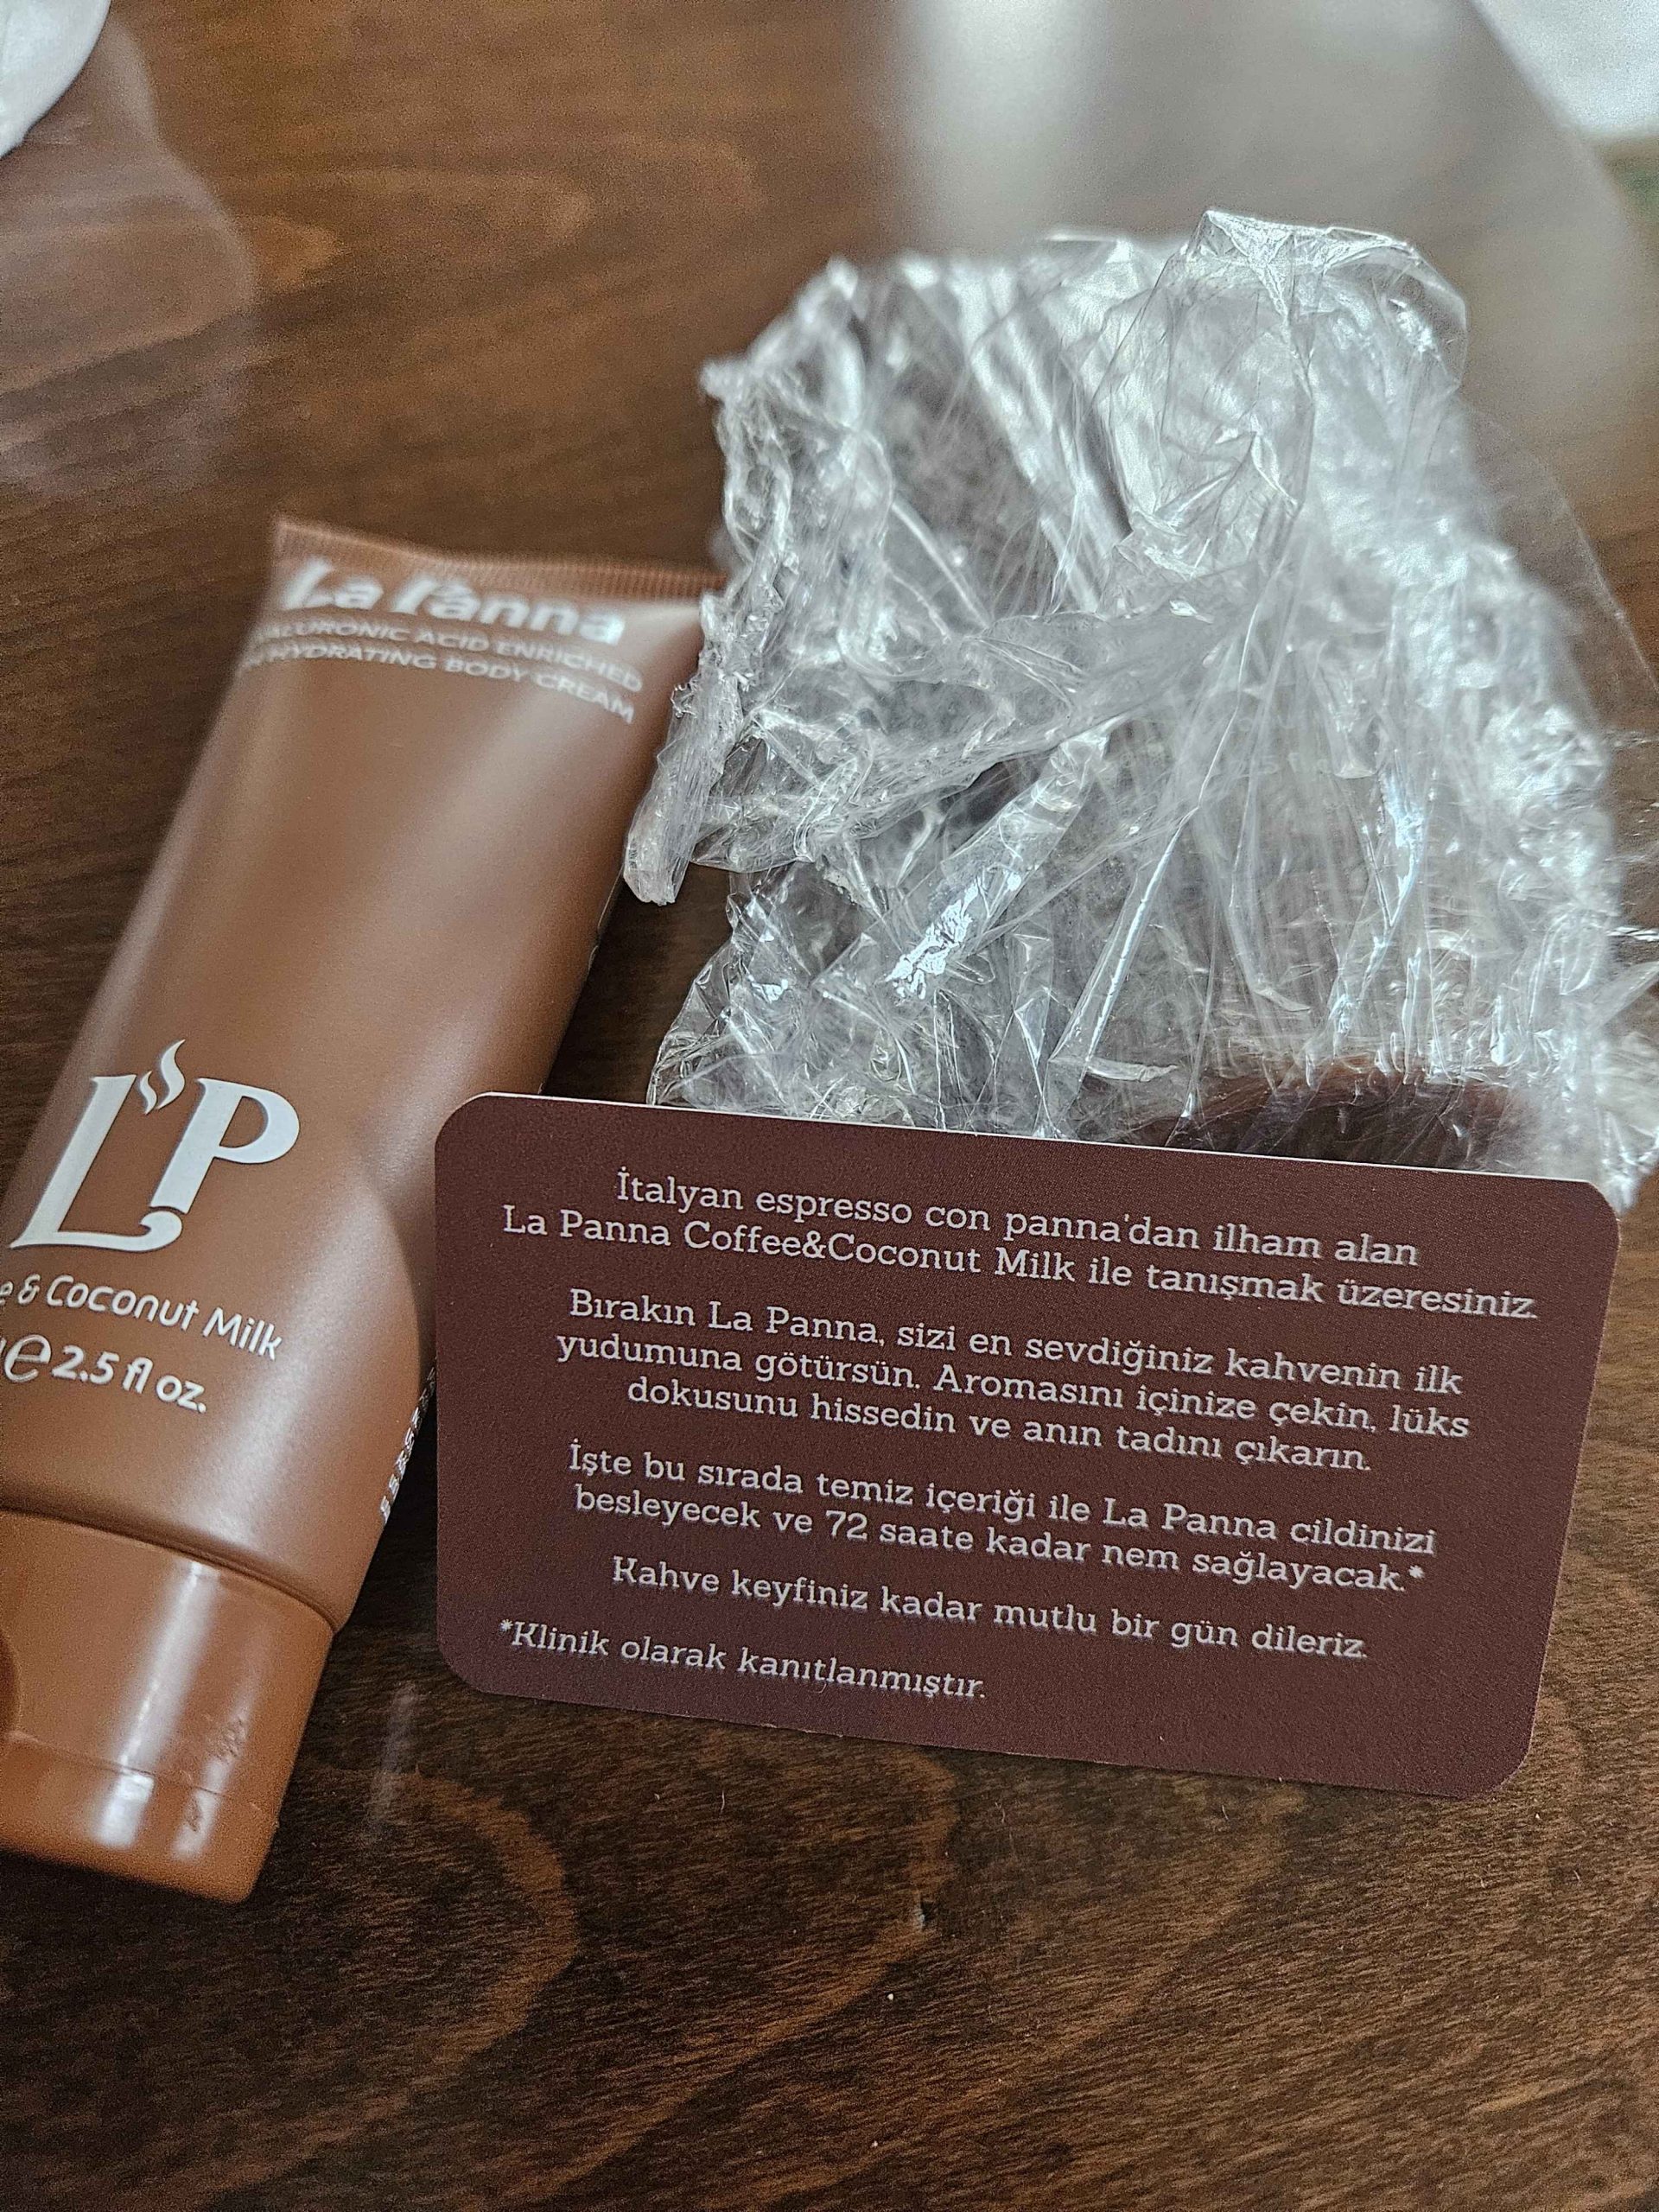 La Panna
ACID ENRICHED
HYDRATING BODY CREAM
LP
& Coconut Milk
e 2.5 fl oz.
İtalyan espresso con panna'dan ilham alan
La Panna Coffee&Coconut Milk ile tanışmak üzeresiniz.
Bırakın La Panna, sizi en sevdiğiniz kahvenin ilk
yudumuna götürsün. Aromasını içinize çekin, lüks
dokusunu hissedin ve anın tadını çıkarın.
İşte bu sırada temiz içeriği ile La Panna cildinizi
besleyecek ve 72 saate kadar nem sağlayacak.*
Kahve keyfiniz kadar mutlu bir gün dileriz.
*Klinik olarak kanıtlanmıştır.